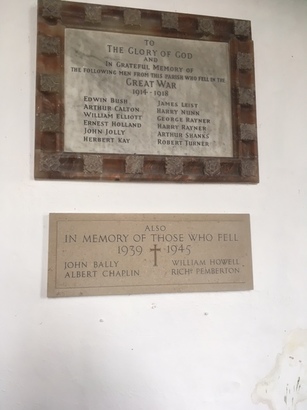 TO
THE GLORY OF GOD
AND
IN GRATEFUL MEMORY OF
THE FOLLOWING MEN FROM THIS PARISH WHO FELL IN THE
GREAT WAR
1914-1918
EDWIN BUSH
ARTHUR CALTON
WILLIAM ELLIOTT
ERNEST HOLLAND
JOHN JOLLY
HERBERT KAY
JAMES LEIST
HARRY NUNN
GEORGE RAYNER
HARRY RAYNER
ARTHUR SHANKS
ROBERT TURNER
ALSO
IN MEMORY OF THOSE WHO FELL
1939 1945
JOHN BALLY
ALBERT CHAPLIN
WILLIAM HOWELL
RICHD PEMBERTON